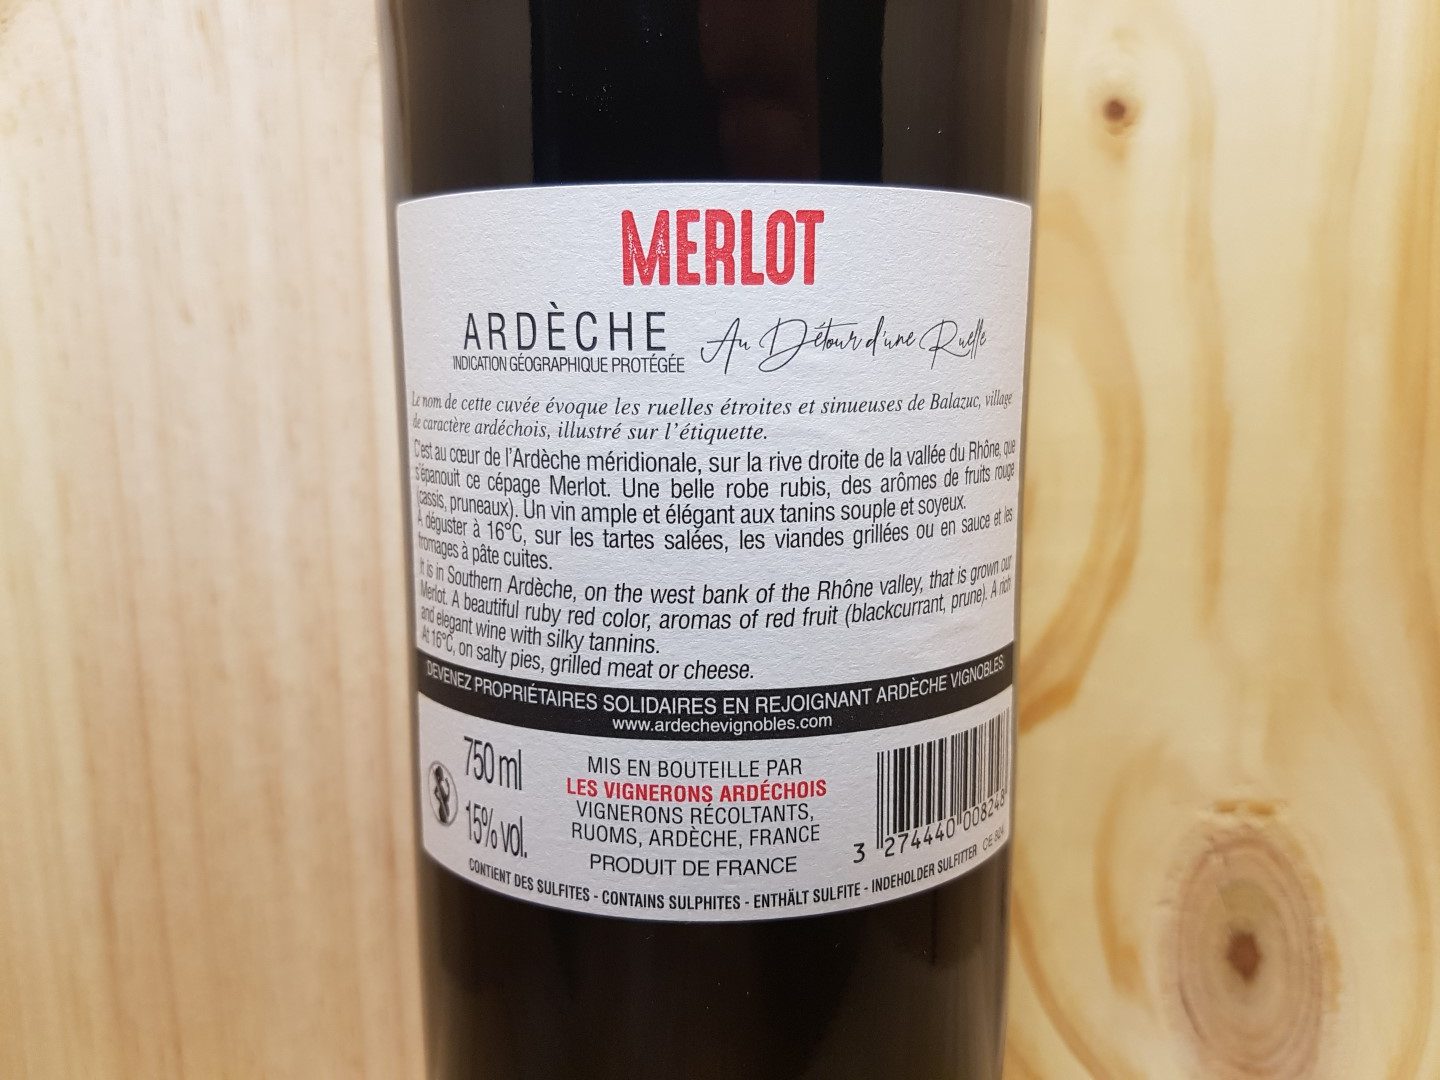 MERLOT
ARDÈCHE
INDICATION GÉOGRAPHIQUE PROTÉGÉE
Au Détour d'une Ruelle
Le nom de cette cuvée évoque les ruelles étroites et sinueuses de Balazuc, village
de caractère ardéchois, illustré sur l'étiquette.
C'est au cœur de l'Ardèche méridionale, sur la rive droite de la vallée du Rhône, que
s'épanouit ce cépage Merlot. Une belle robe rubis, des arômes de fruits rouge
(cassis, pruneaux). Un vin ample et élégant aux tanins souple et soyeux.
A déguster à 16°C, sur les tartes salées, les viandes grillées ou en sauce et les
fromages à pâte cuites.
It is in Southern Ardèche, on the west bank of the Rhône valley, that is grown our
Merlot. A beautiful ruby red color, aromas of red fruit (blackcurrant, prune). A rich
and elegant wine with silky tannins.
At 16°C, on salty pies, grilled meat or cheese.
DEVENEZ PROPRIÉTAIRES SOLIDAIRES EN REJOIGNANT ARDÈCHE VIGNOBLES
www.ardechevignobles.com
750 ml
15% vol.
MIS EN BOUTEILLE PAR
LES VIGNERONS ARDÉCHOIS
VIGNERONS RÉCOLTANTS,
RUOMS, ARDÈCHE, FRANCE
PRODUIT DE FRANCE
3 274440 008248
CE 824
CONTIENT DES SULFITES - CONTAINS SULPHITES - ENTHÄLT SULFITE - INDEHOLDER SULFITTER